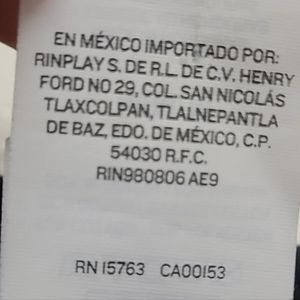 EN MÉXICO IMPORTADO POR:
RINPLAY S. DE R.L. DE C.V. HENRY
FORD NO 29, COL. SAN NICOLÁS
TLAXCOLPAN, TLALNEPANTLA
DE BAZ, EDO. DE MÉXICO, C.P.
54030 R.F.C.
RIN980806 AE9
RN 15763 CA00153